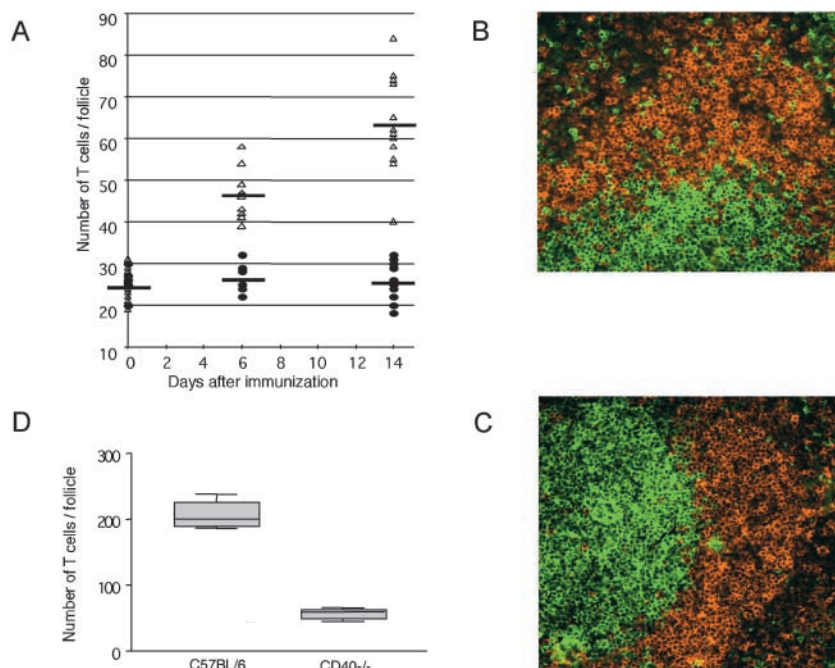 A
B
Number of T cells / follicle
90
80
70
60
50
40
30
20
10
0 2 4 6 8 10 12 14
Days after immunization
D
C
Number of T cells / follicle
300
200
100
0
C57BL/6 CD40-/-